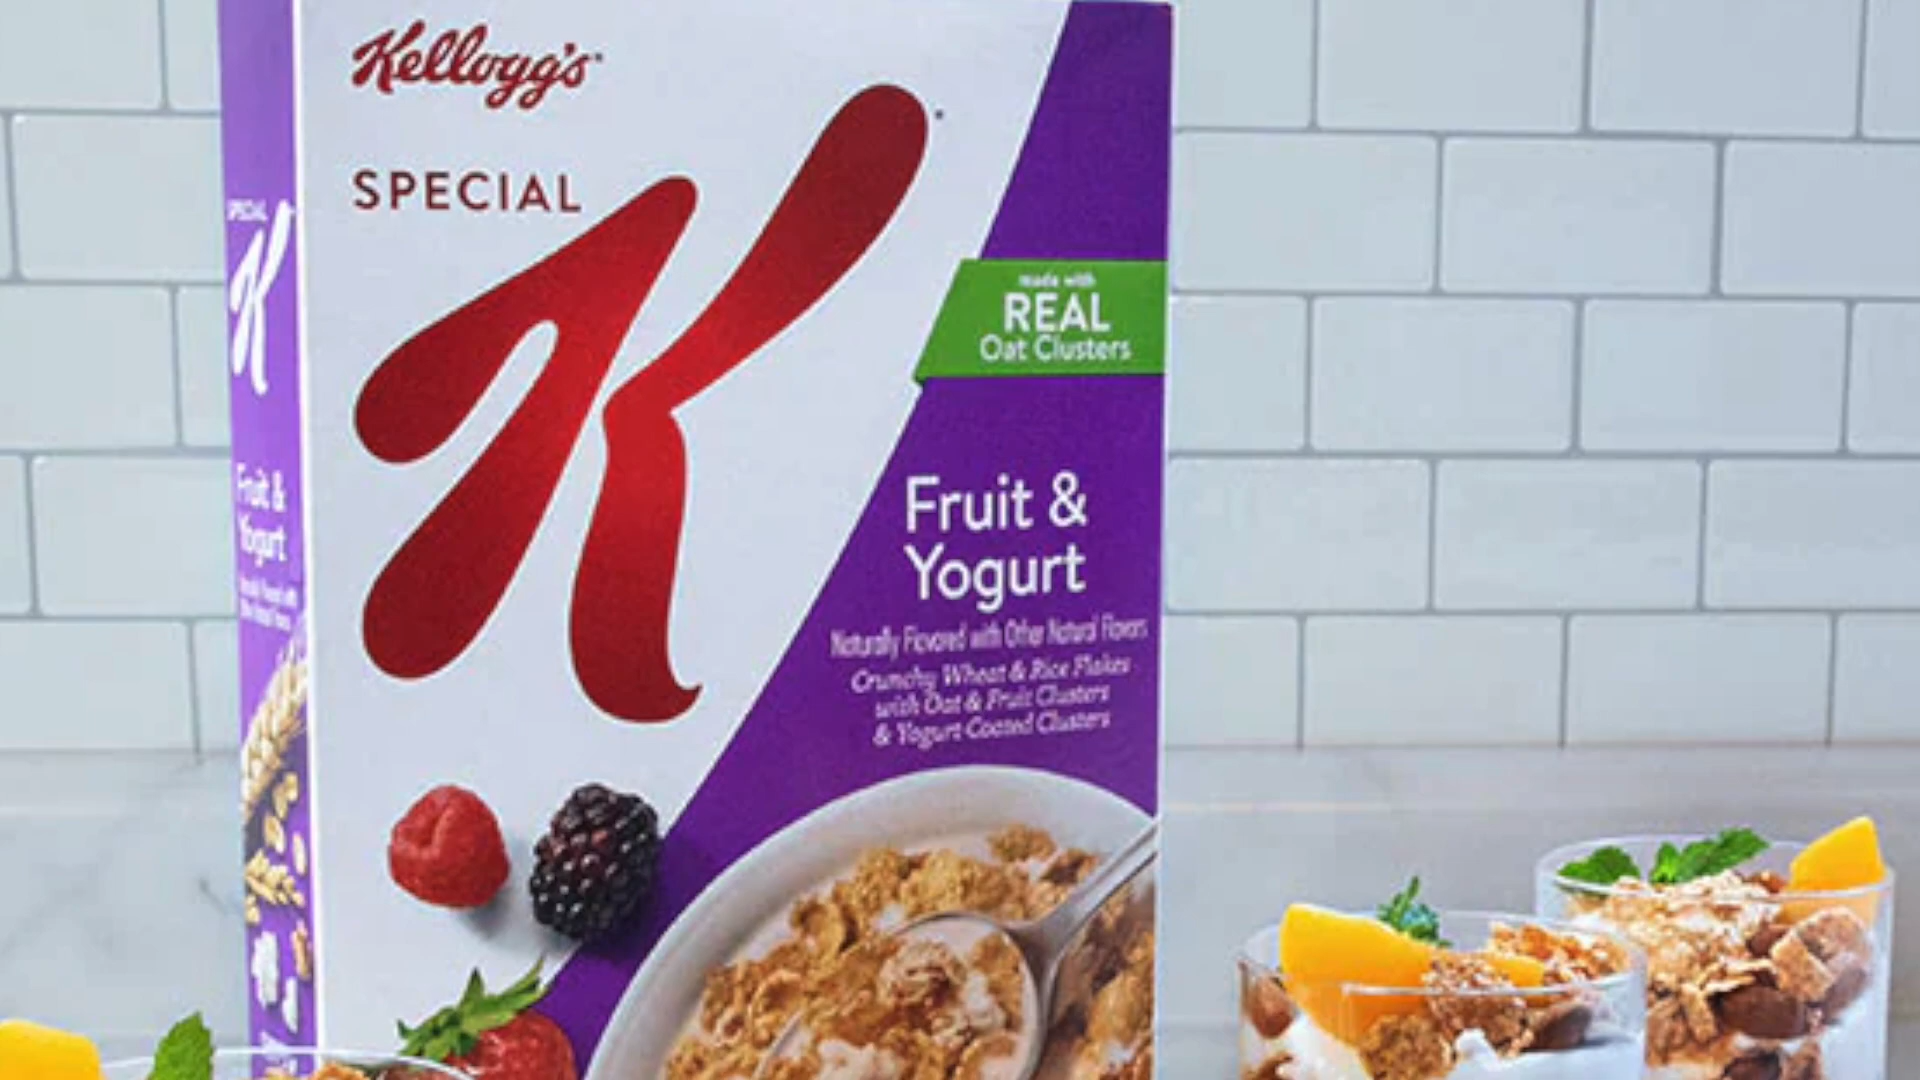 Kellogg's
SPECIAL
K
made with
REAL
Oat Clusters
Fruit &
Yogurt
Naturally Flavored with Other Natural Flavors
Crunchy Wheat & Rice Flakes
with Oat & Fruit Clusters
& Yogurt-Coated Clusters
SPECIAL
K
Fruit &
Yogurt